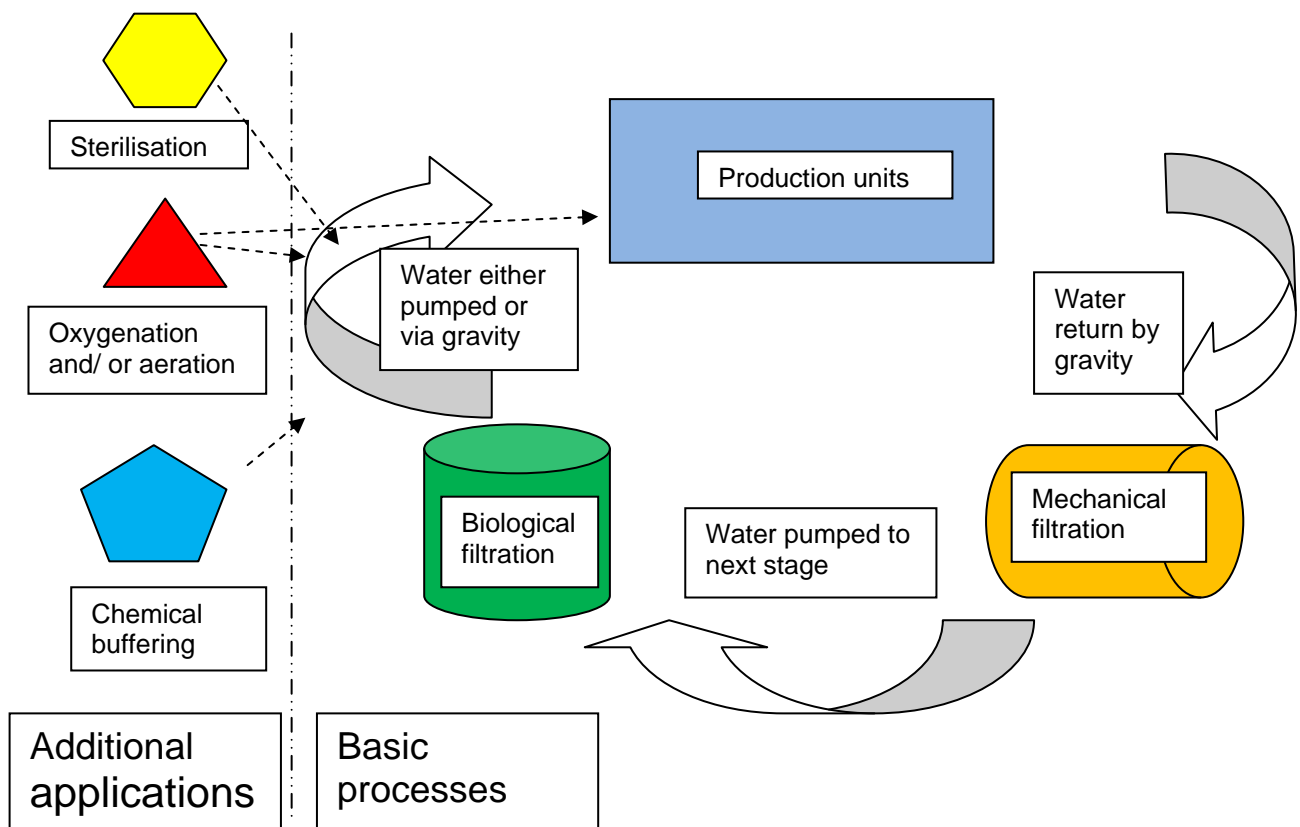 Sterilisation
Production units
Water either
pumped or
via gravity
Water
return by
gravity
Oxygenation
and/ or aeration
Biological
filtration
Water pumped to
next stage
Mechanical
filtration
Chemical
buffering
Additional
applications
Basic
processes